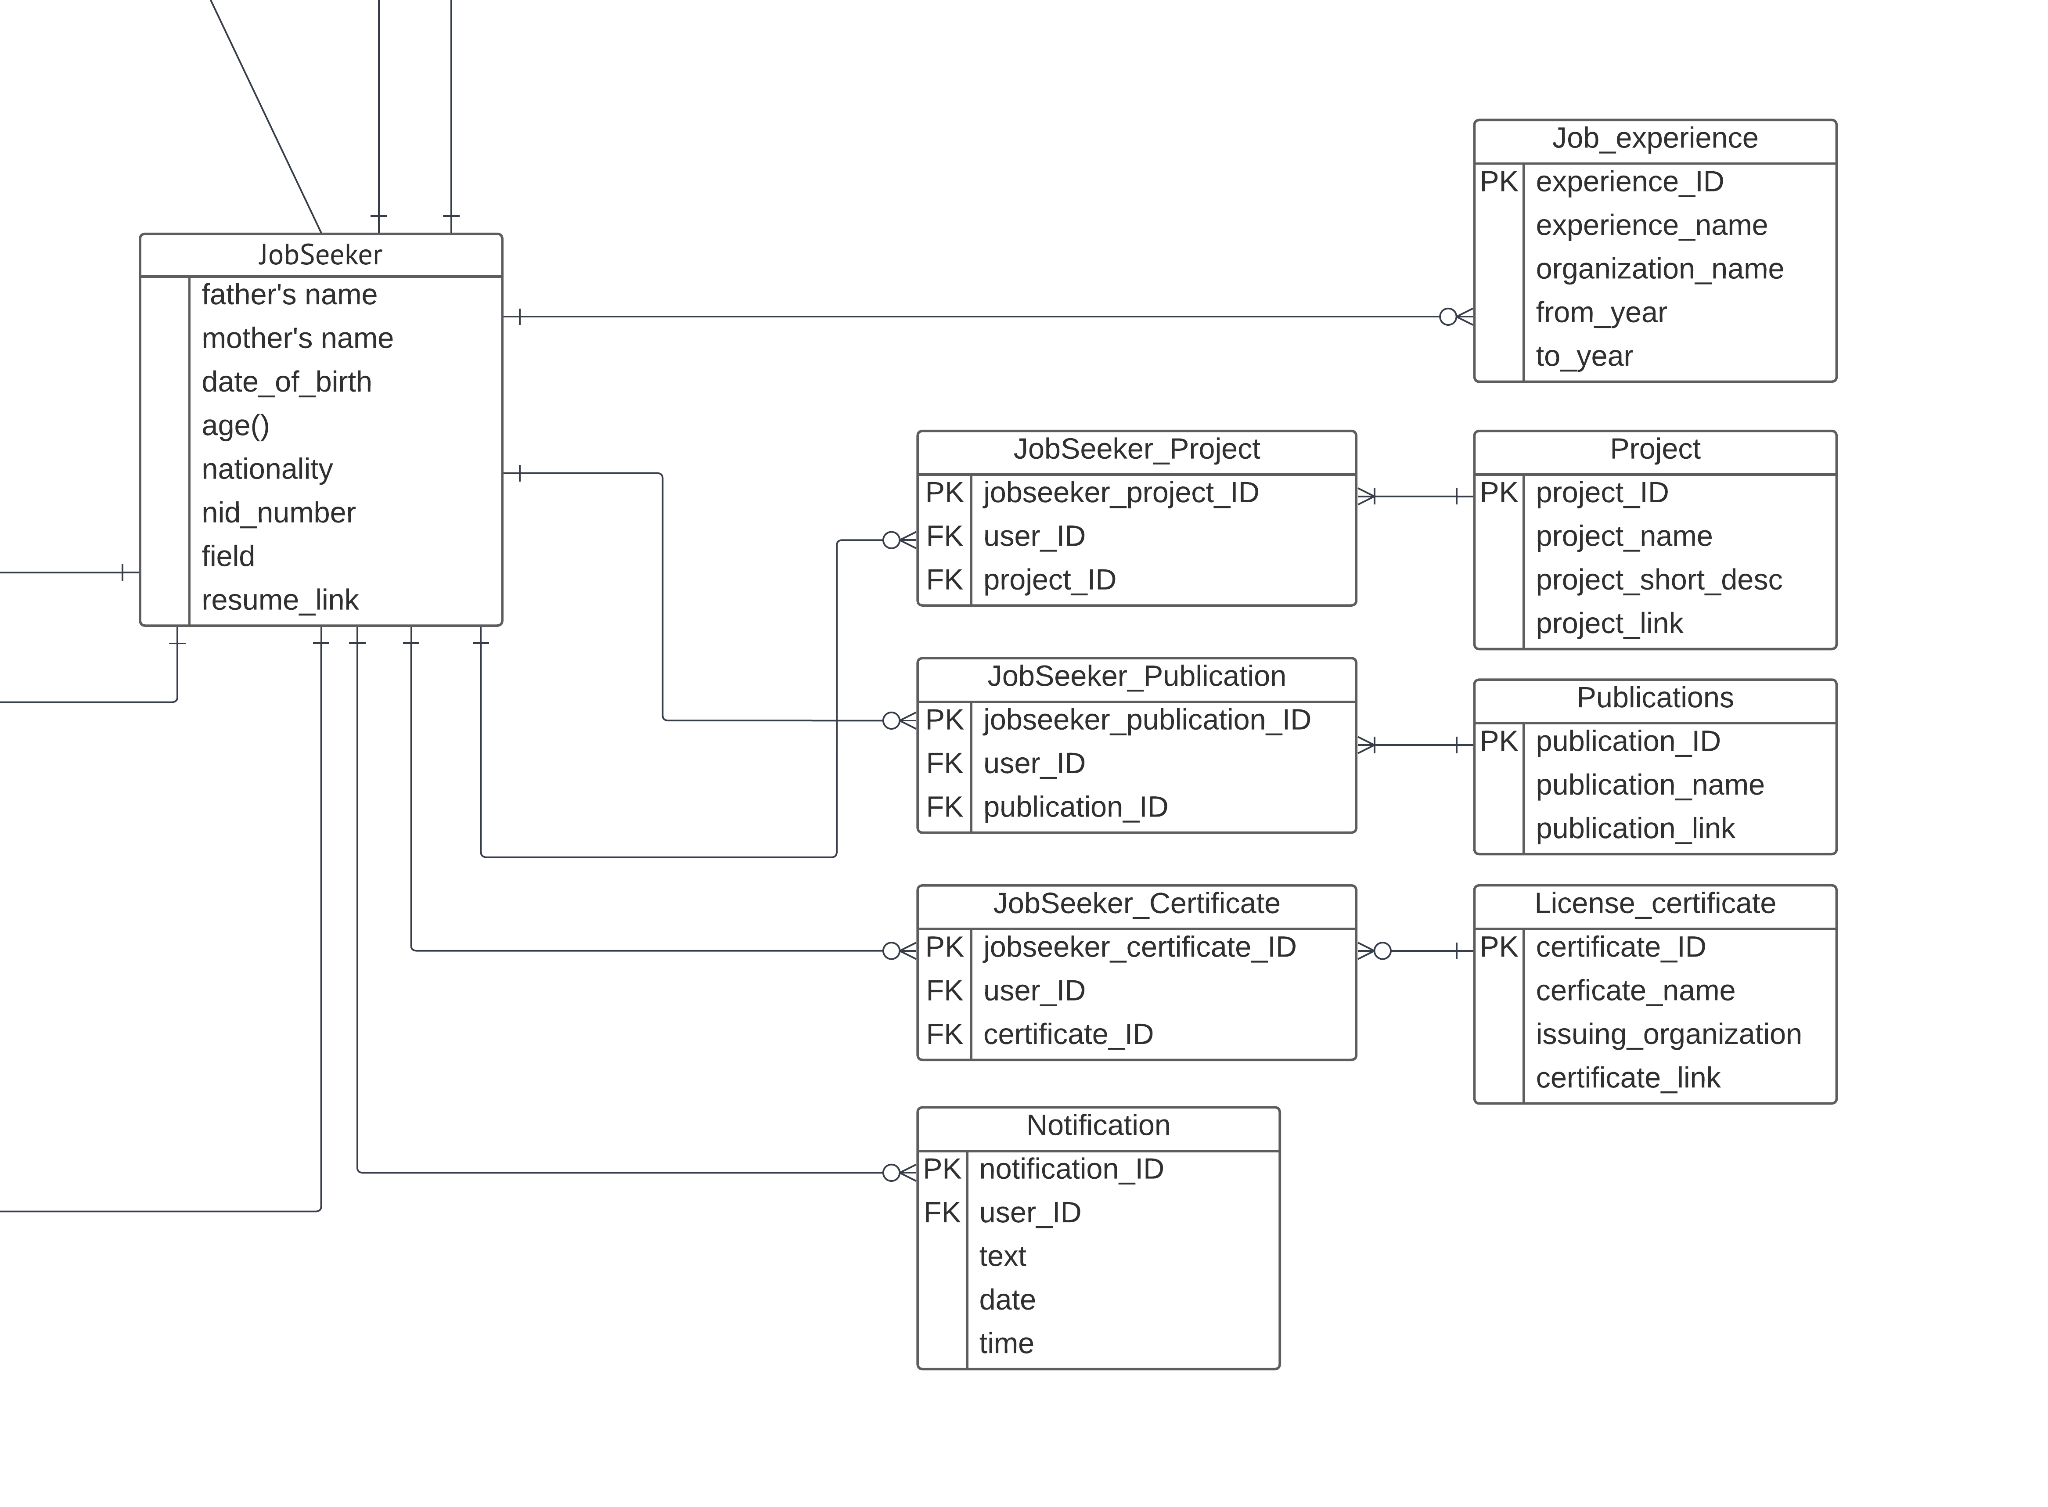 JobSeeker
father's name
mother's name
date_of_birth
age()
nationality
nid_number
field
resume_link
Job_experience
PK experience_ID
experience_name
organization_name
from_year
to_year
JobSeeker_Project
PK jobseeker_project_ID
FK user_ID
FK project_ID
Project
PK project_ID
project_name
project_short_desc
project_link
JobSeeker_Publication
PK jobseeker_publication_ID
FK user_ID
FK publication_ID
Publications
PK publication_ID
publication_name
publication_link
JobSeeker_Certificate
PK jobseeker_certificate_ID
FK user_ID
FK certificate_ID
License_certificate
PK certificate_ID
cerficate_name
issuing_organization
certificate_link
Notification
PK notification_ID
FK user_ID
text
date
time